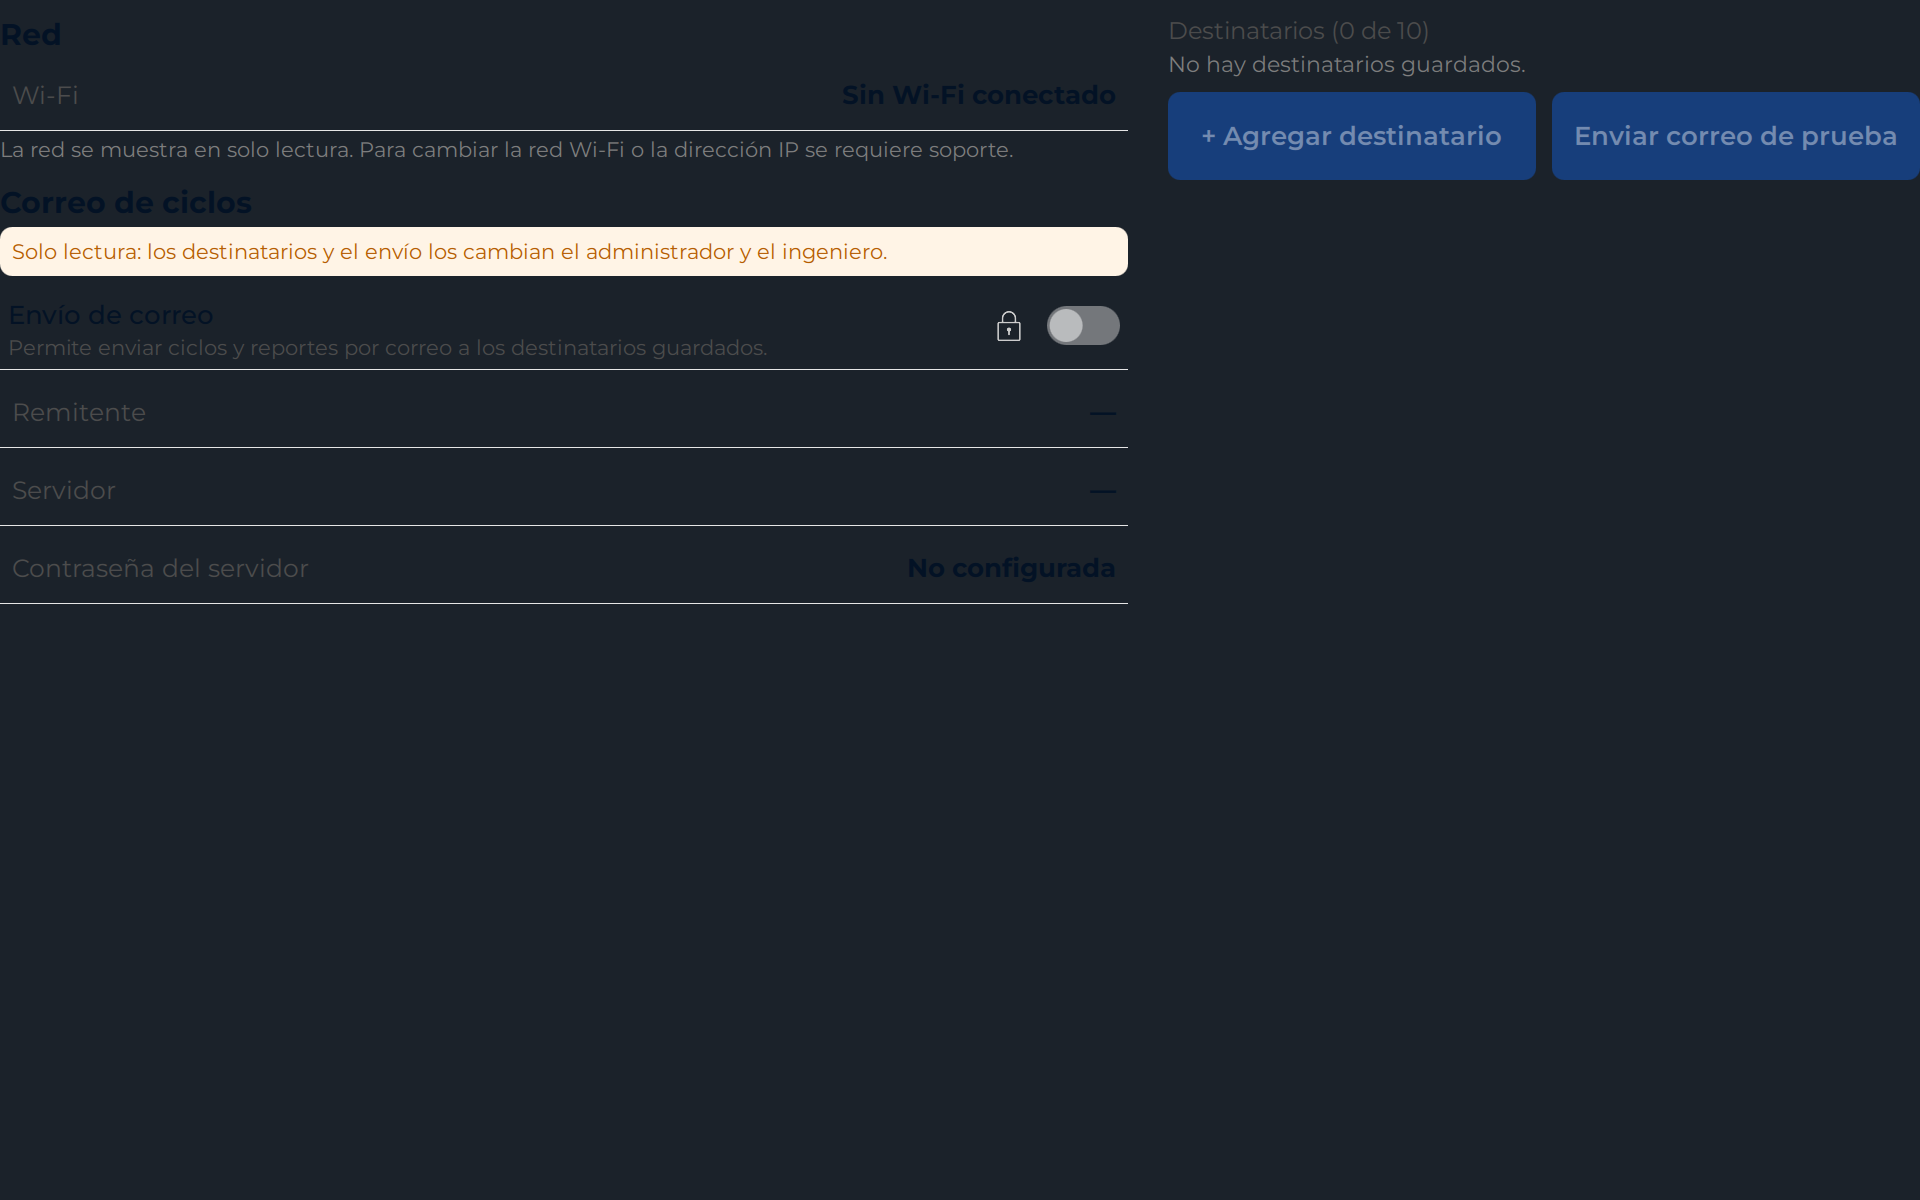 Red
Wi-Fi
Sin Wi-Fi conectado
La red se muestra en solo lectura. Para cambiar la red Wi-Fi o la dirección IP se requiere soporte.
Correo de ciclos
Solo lectura: los destinatarios y el envío los cambian el administrador y el ingeniero.
Envío de correo
Permite enviar ciclos y reportes por correo a los destinatarios guardados.
Remitente
—
Servidor
—
Contraseña del servidor
No configurada
Destinatarios (0 de 10)
No hay destinatarios guardados.
+ Agregar destinatario
Enviar correo de prueba